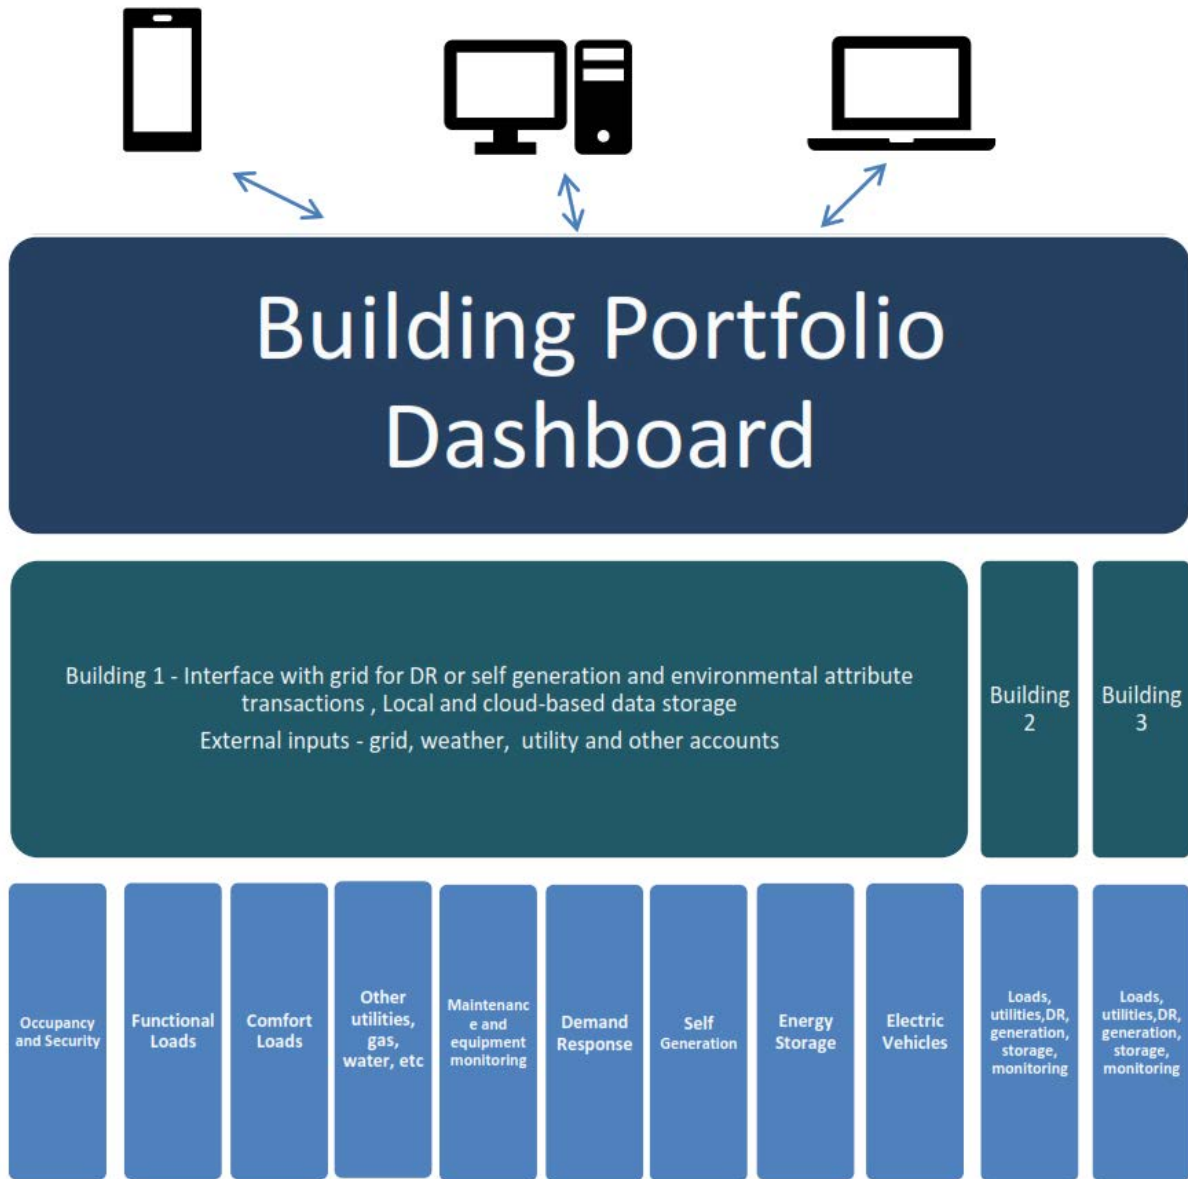 Building Portfolio
Dashboard
Building 1 - Interface with grid for DR or self generation and environmental attribute
transactions , Local and cloud-based data storage
External inputs - grid, weather, utility and other accounts
Building
2
Building
3
Occupancy
and Security
Functional
Loads
Comfort
Loads
Other
utilities,
gas,
water, etc
Maintenanc
e and
equipment
monitoring
Demand
Response
Self
Generation
Energy
Storage
Electric
Vehicles
Loads,
utilities,DR,
generation,
storage,
monitoring
Loads,
utilities,DR,
generation,
storage,
monitoring